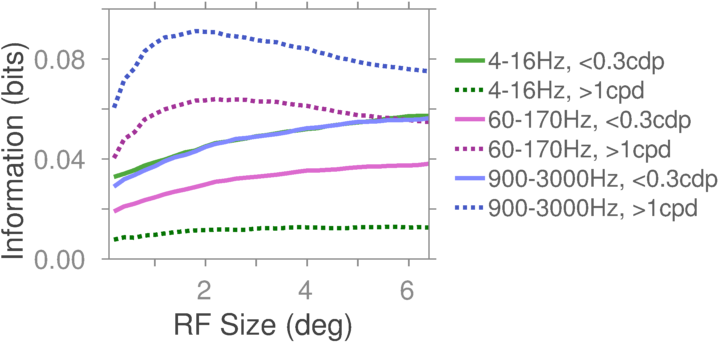 Information (bits)
0.08
0.04
0.00
2 4 6
RF Size (deg)
4-16Hz, <0.3cdp
4-16Hz, >1cpd
60-170Hz, <0.3cdp
60-170Hz, >1cpd
900-3000Hz, <0.3cdp
900-3000Hz, >1cpd